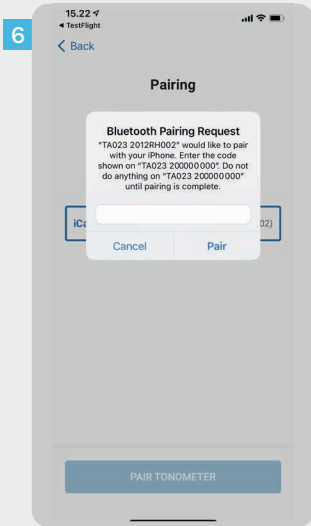 6
15.22
TestFlight
Back
Pairing
Bluetooth Pairing Request
"TA023 2012RH002" would like to pair
with your iPhone. Enter the code
shown on "TA023 200000000". Do not
do anything on "TA023 200000000"
until pairing is complete.
iCa
02)
Cancel Pair
PAIR TONOMETER